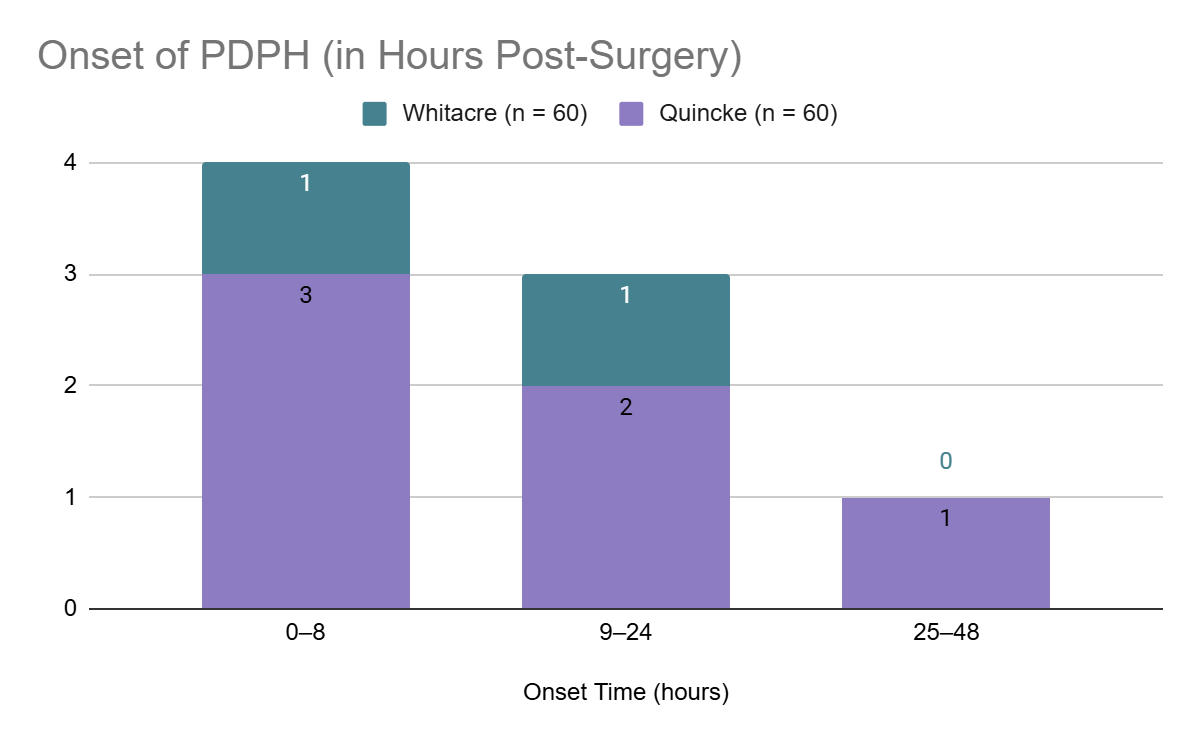 Onset of PDPH (in Hours Post-Surgery)
Whitacre (n = 60) Quincke (n = 60)
4
1
3
3
1
2
2
0
1
1
0
0–8 9–24 25–48
Onset Time (hours)